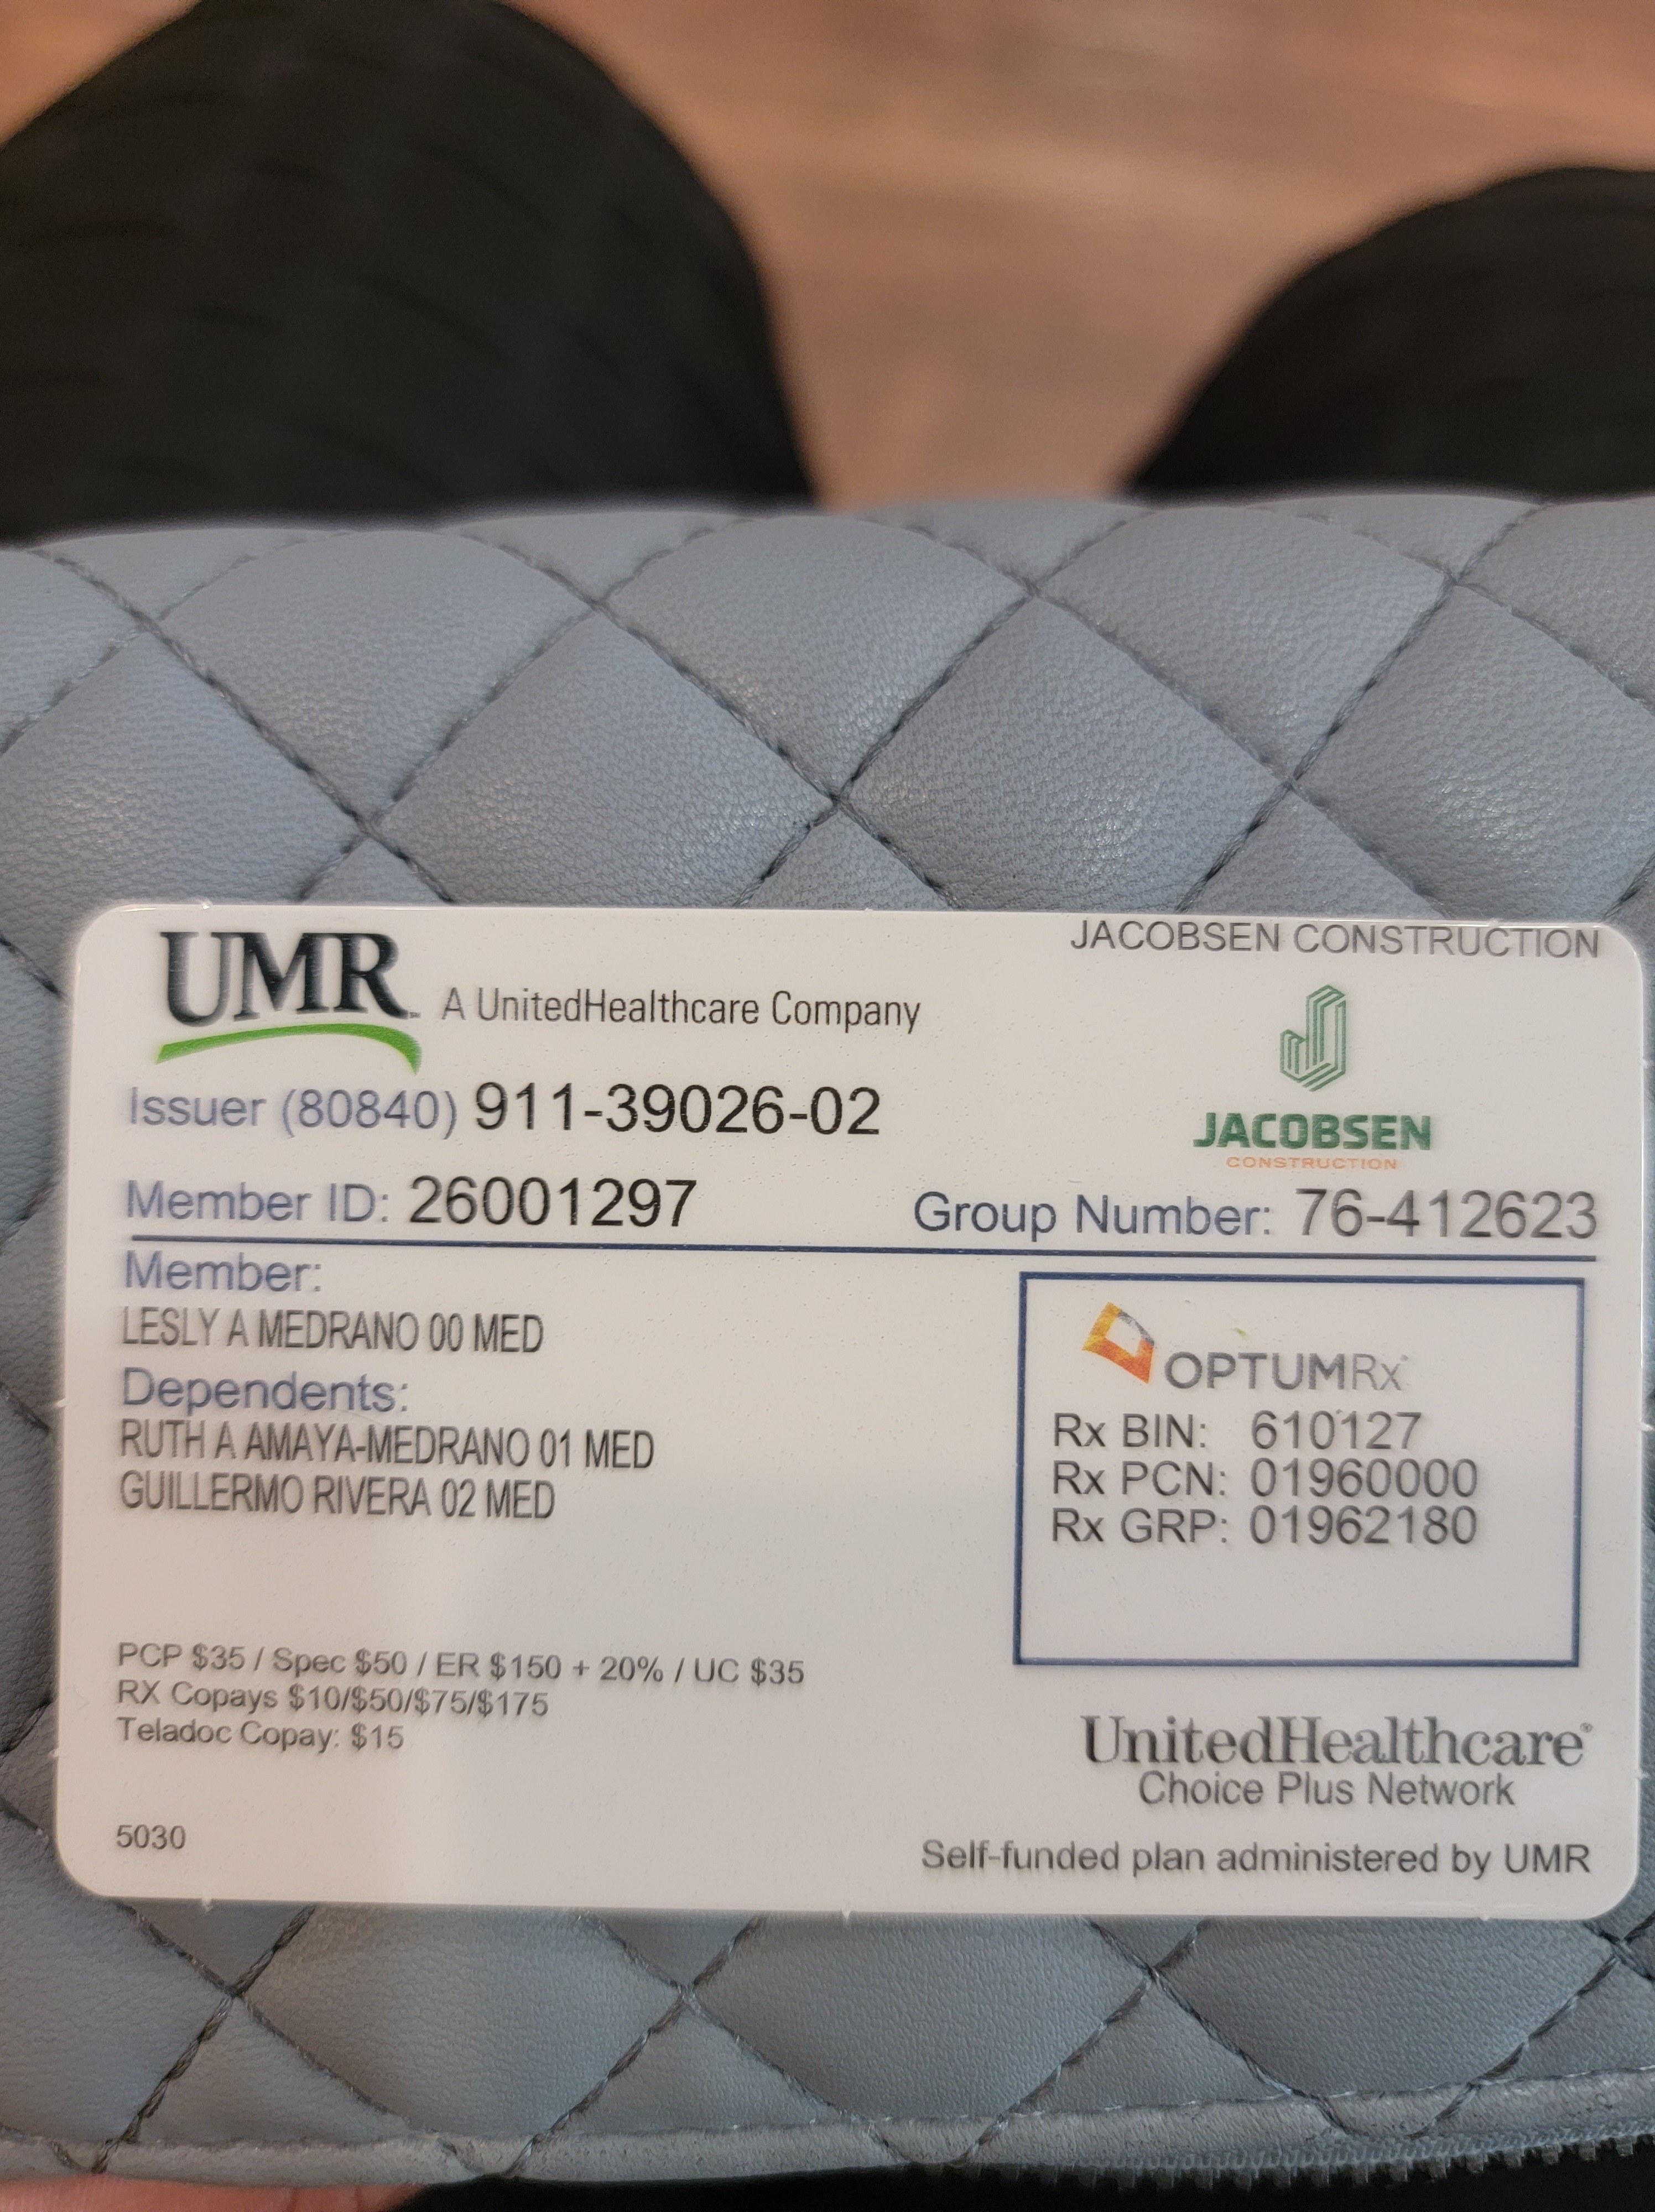 UMR
A UnitedHealthcare Company
JACOBSEN CONSTRUCTION
JACOBSEN
CONSTRUCTION
Issuer (80840) 911-39026-02
Member ID: 26001297
Group Number: 76-412623
Member:
LESLY A MEDRANO 00 MED
Dependents:
RUTH A AMAYA-MEDRANO 01 MED
GUILLERMO RIVERA 02 MED
OPTUMRx
Rx BIN: 610127
Rx PCN: 01960000
Rx GRP: 01962180
PCP $35 / Spec $50 / ER $150 + 20% / UC $35
RX Copays $10/$50/$75/$175
Teladoc Copay: $15
UnitedHealthcare®
Choice Plus Network
5030
Self-funded plan administered by UMR